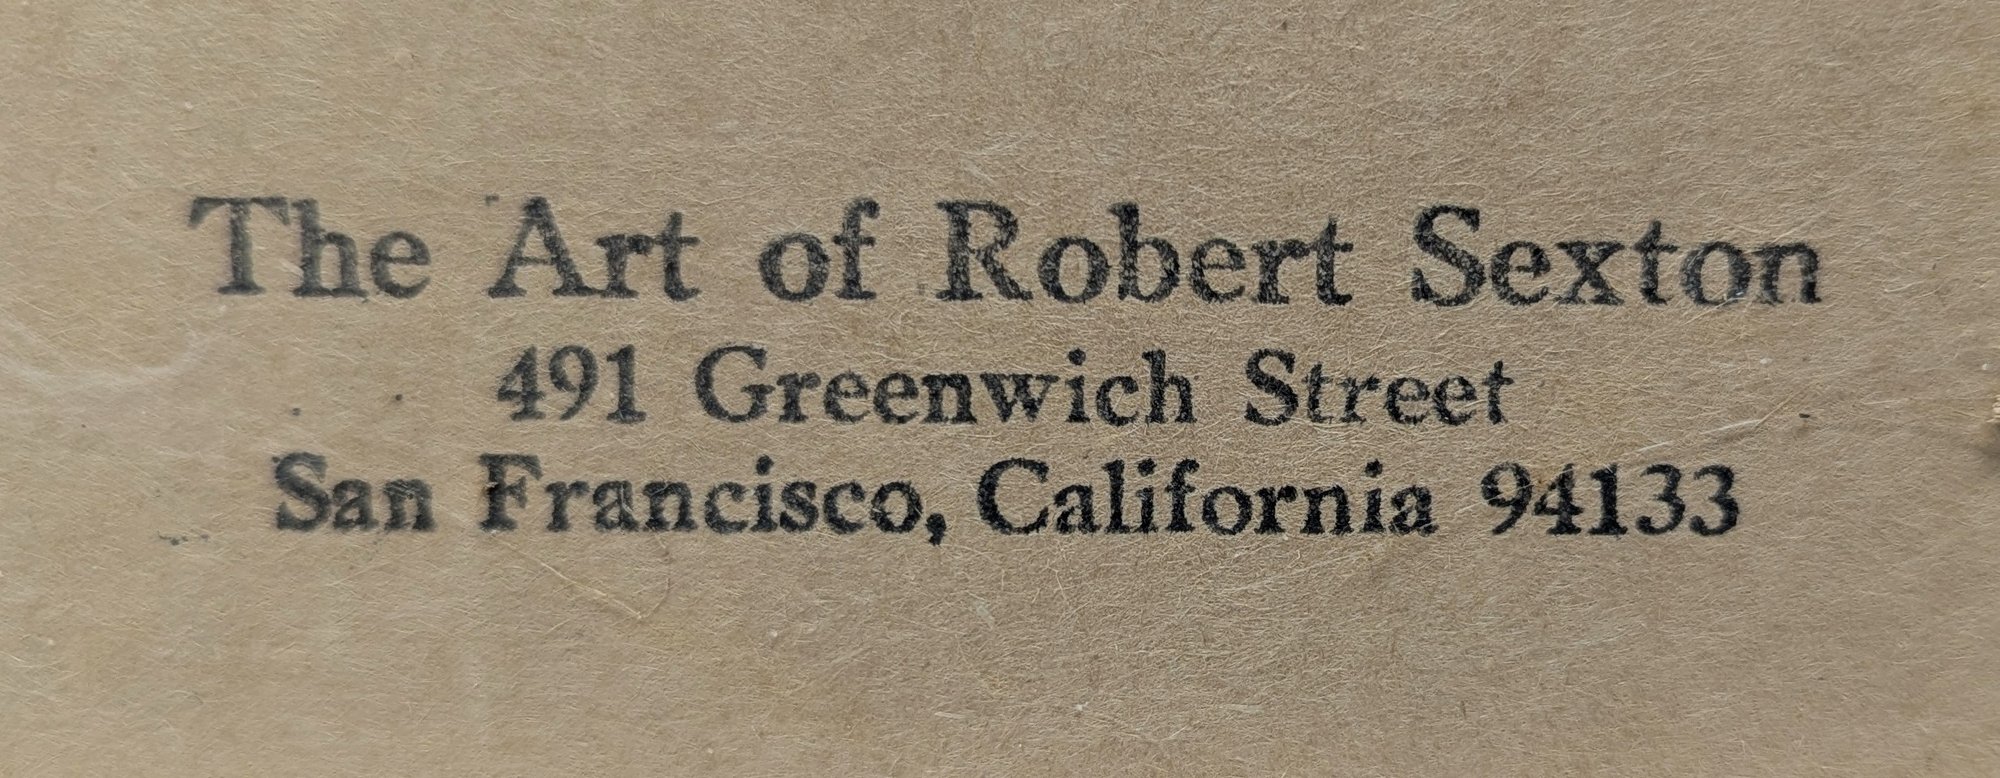 The Art of Robert Sexton
491 Greenwich Street
San Francisco, California 94133